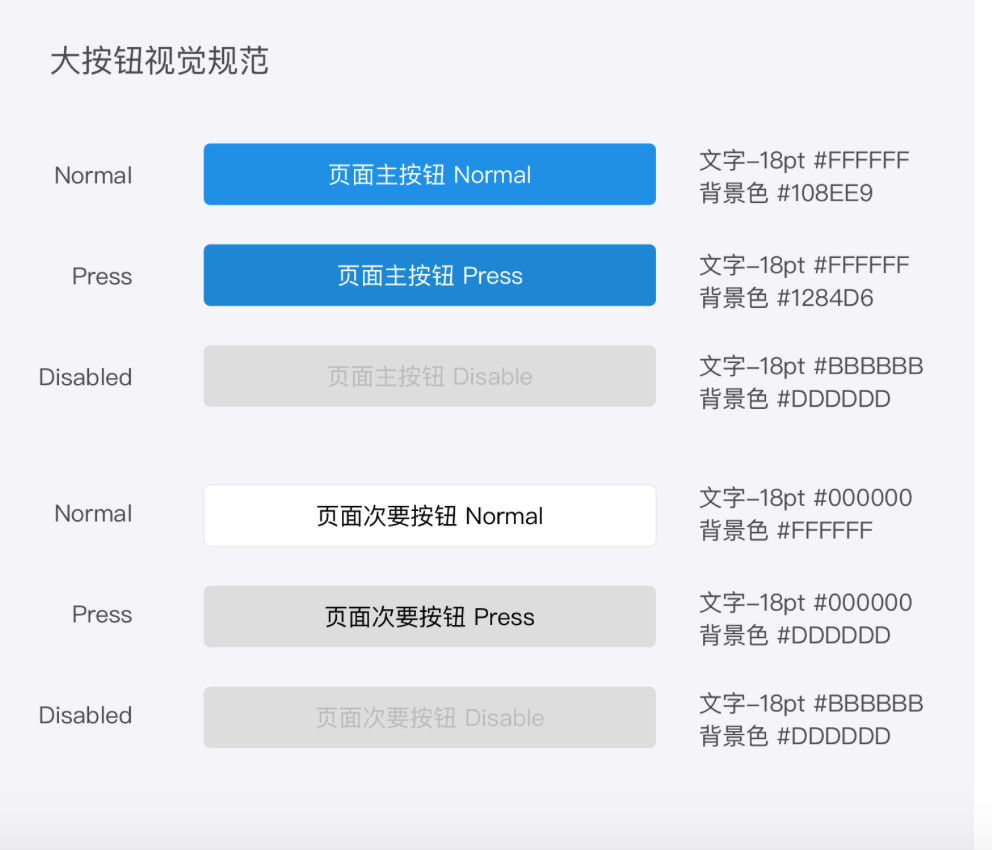 大按钮视觉规范
Normal
页面主按钮 Normal
文字–18pt #FFFFFF
背景色 #108EE9
Press
页面主按钮 Press
文字–18pt #FFFFFF
背景色 #1284D6
Disabled
页面主按钮 Disable
文字–18pt #BBBBBB
背景色 #DDDDDD
Normal
页面次要按钮 Normal
文字–18pt #000000
背景色 #FFFFFF
Press
页面次要按钮 Press
文字–18pt #000000
背景色 #DDDDDD
Disabled
页面次要按钮 Disable
文字–18pt #BBBBBB
背景色 #DDDDDD